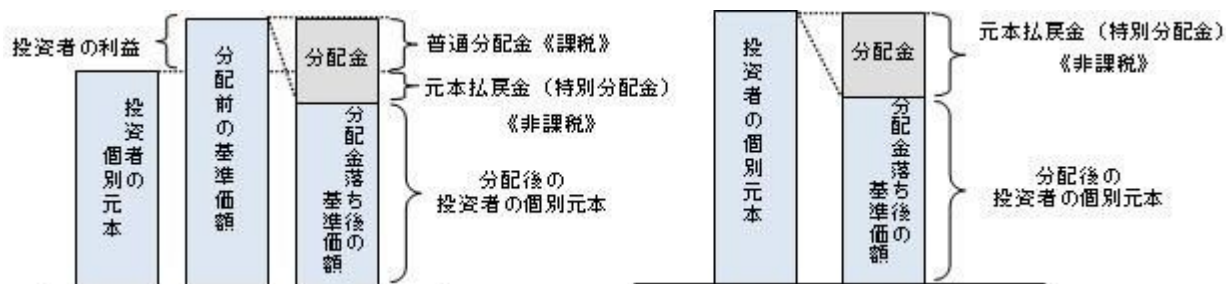 投資者の利益
投資者の
個別元本
分配前の基準価額
分配金
分配金落ち後の
基準価額
普通分配金《課税》
元本払戻金（特別分配金）
《非課税》
分配後の
投資者の個別元本
投資者の個別元本
分配金
分配金落ち後の
基準価額
元本払戻金（特別分配金）
《非課税》
分配後の
投資者の個別元本